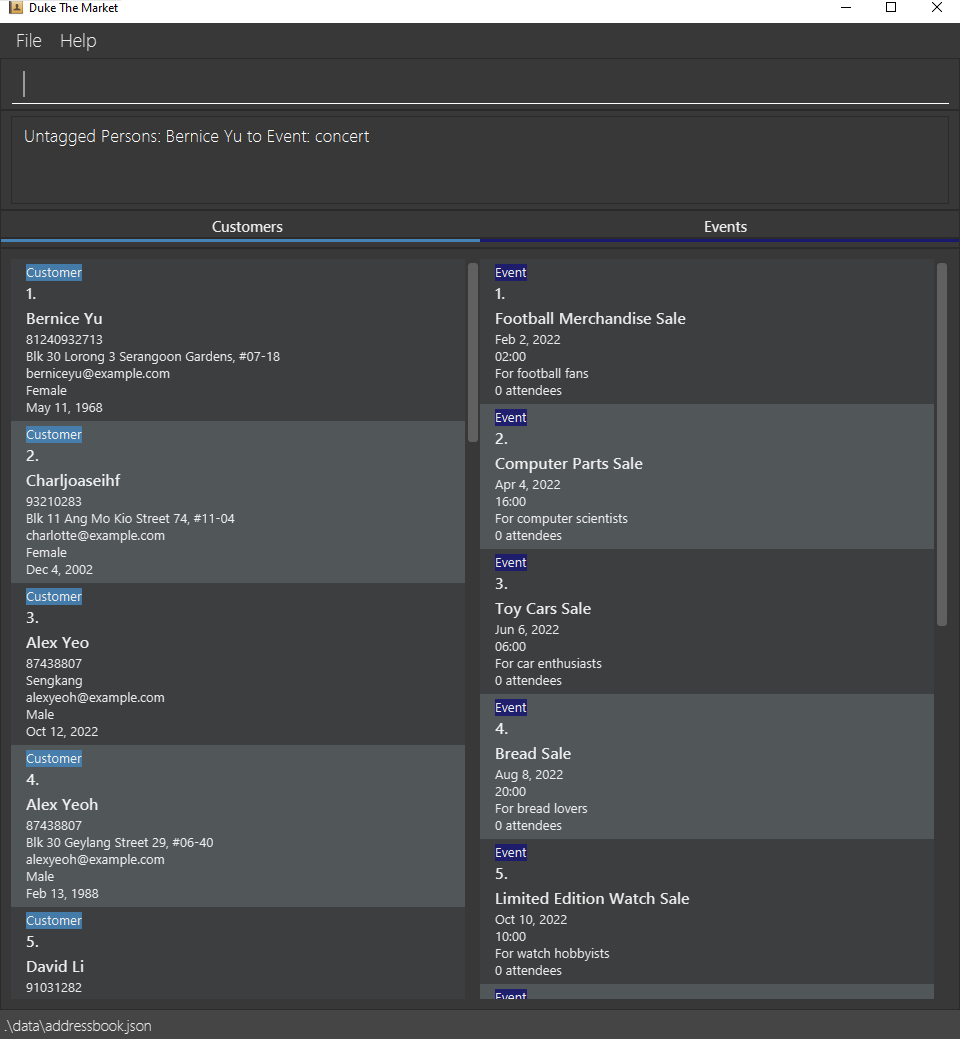 Duke The Market
File Help
Untagged Persons: Bernice Yu to Event: concert
Customers
Events
Customer
1.
Bernice Yu
81240932713
Blk 30 Lorong 3 Serangoon Gardens, #07-18
berniceyu@example.com
Female
May 11, 1968
Customer
2.
Charljoaseihf
93210283
Blk 11 Ang Mo Kio Street 74, #11-04
charlotte@example.com
Female
Dec 4, 2002
Customer
3.
Alex Yeo
87438807
Sengkang
alexyeoh@example.com
Male
Oct 12, 2022
Customer
4.
Alex Yeoh
87438807
Blk 30 Geylang Street 29, #06-40
alexyeoh@example.com
Male
Feb 13, 1988
Customer
5.
David Li
91031282
Event
1.
Football Merchandise Sale
Feb 2, 2022
02:00
For football fans
0 attendees
Event
2.
Computer Parts Sale
Apr 4, 2022
16:00
For computer scientists
0 attendees
Event
3.
Toy Cars Sale
Jun 6, 2022
06:00
For car enthusiasts
0 attendees
Event
4.
Bread Sale
Aug 8, 2022
20:00
For bread lovers
0 attendees
Event
5.
Limited Edition Watch Sale
Oct 10, 2022
10:00
For watch hobbyists
0 attendees
Event
.\data\addressbook.json